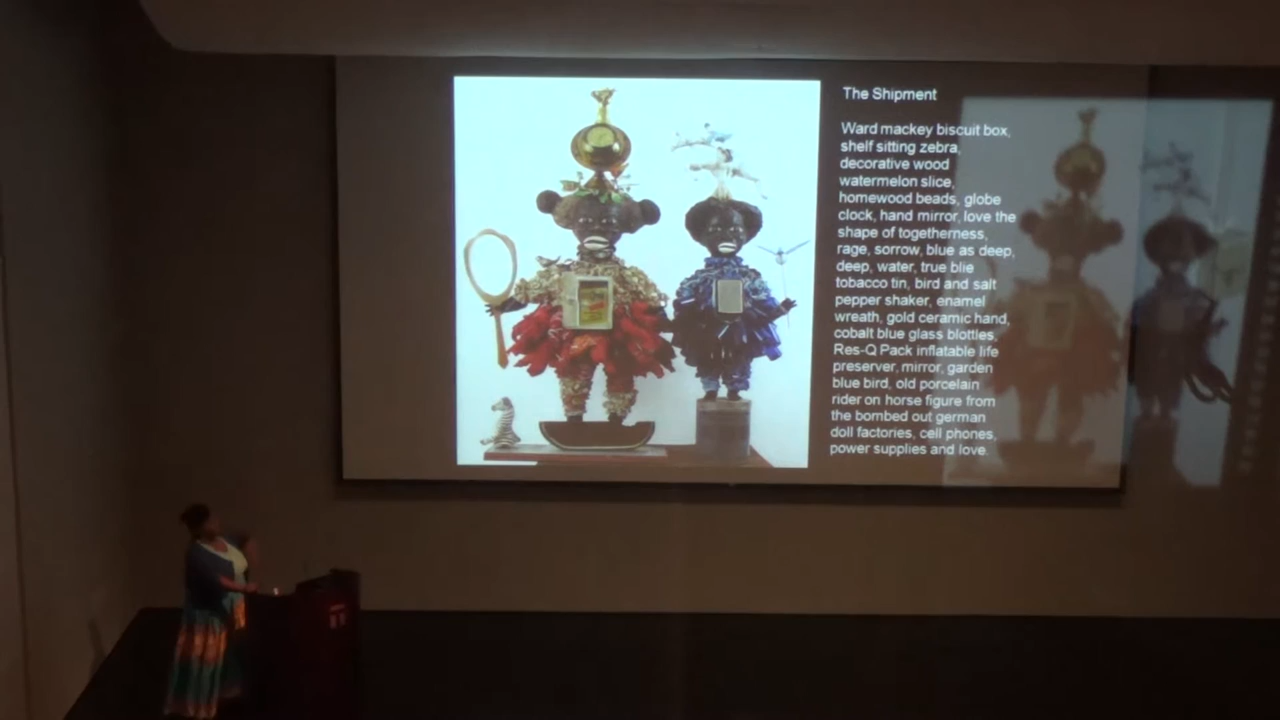 The Shipment
Ward mackey biscuit box,
shelf sitting zebra,
decorative wood
watermelon slice,
homewood beads, globe
clock, hand mirror, love the
shape of togetherness,
rage, sorrow, blue as deep,
deep, water, true blie
tobacco tin, bird and salt
pepper shaker, enamel
wreath, gold ceramic hand,
cobalt blue glass blottles,
Res-Q Pack inflatable life
preserver, mirror, garden
blue bird, old porcelain
rider on horse figure from
the bombed out german
doll factories, cell phones,
power supplies and love.